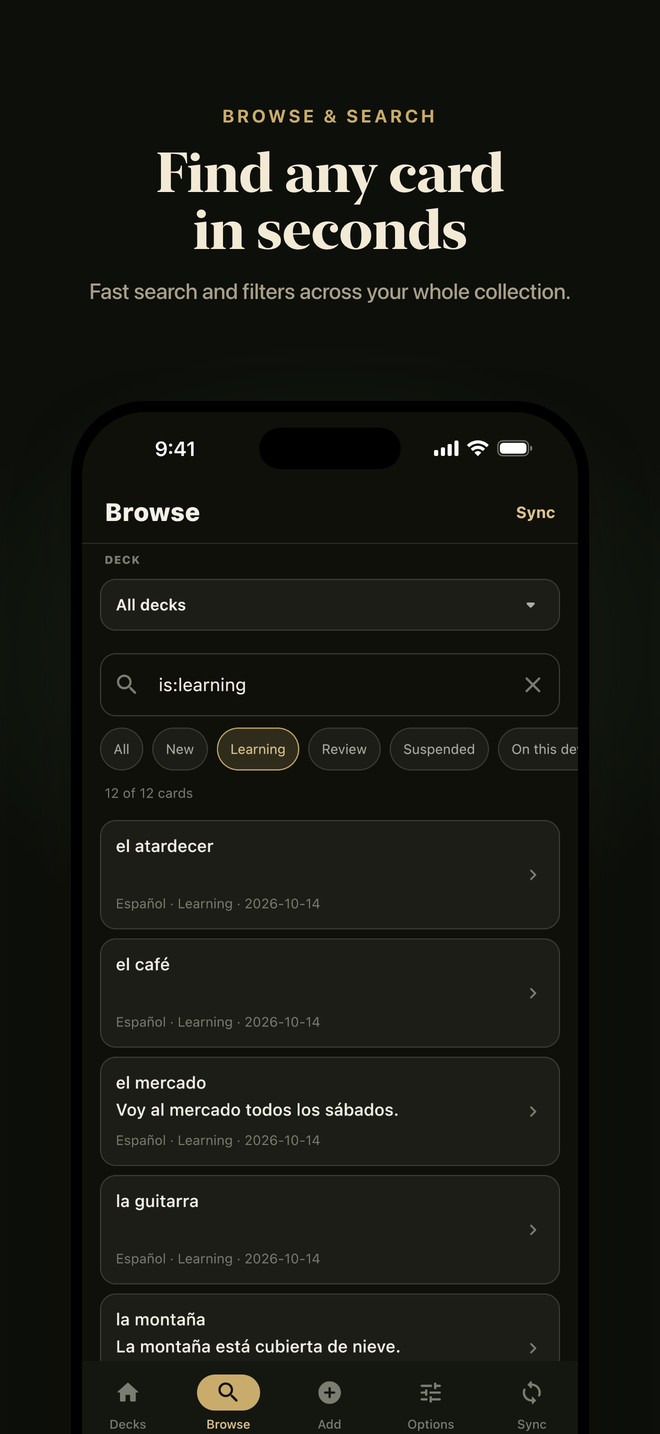 BROWSE & SEARCH
Find any card
in seconds
Fast search and filters across your whole collection.
9:41
Browse
Sync
DECK
All decks
is:learning
All
New
Learning
Review
Suspended
On this de
12 of 12 cards
el atardecer
Español · Learning · 2026-10-14
el café
Español · Learning · 2026-10-14
el mercado
Voy al mercado todos los sábados.
Español · Learning · 2026-10-14
la guitarra
Español · Learning · 2026-10-14
la montaña
La montaña está cubierta de nieve.
Decks
Browse
Add
Options
Sync